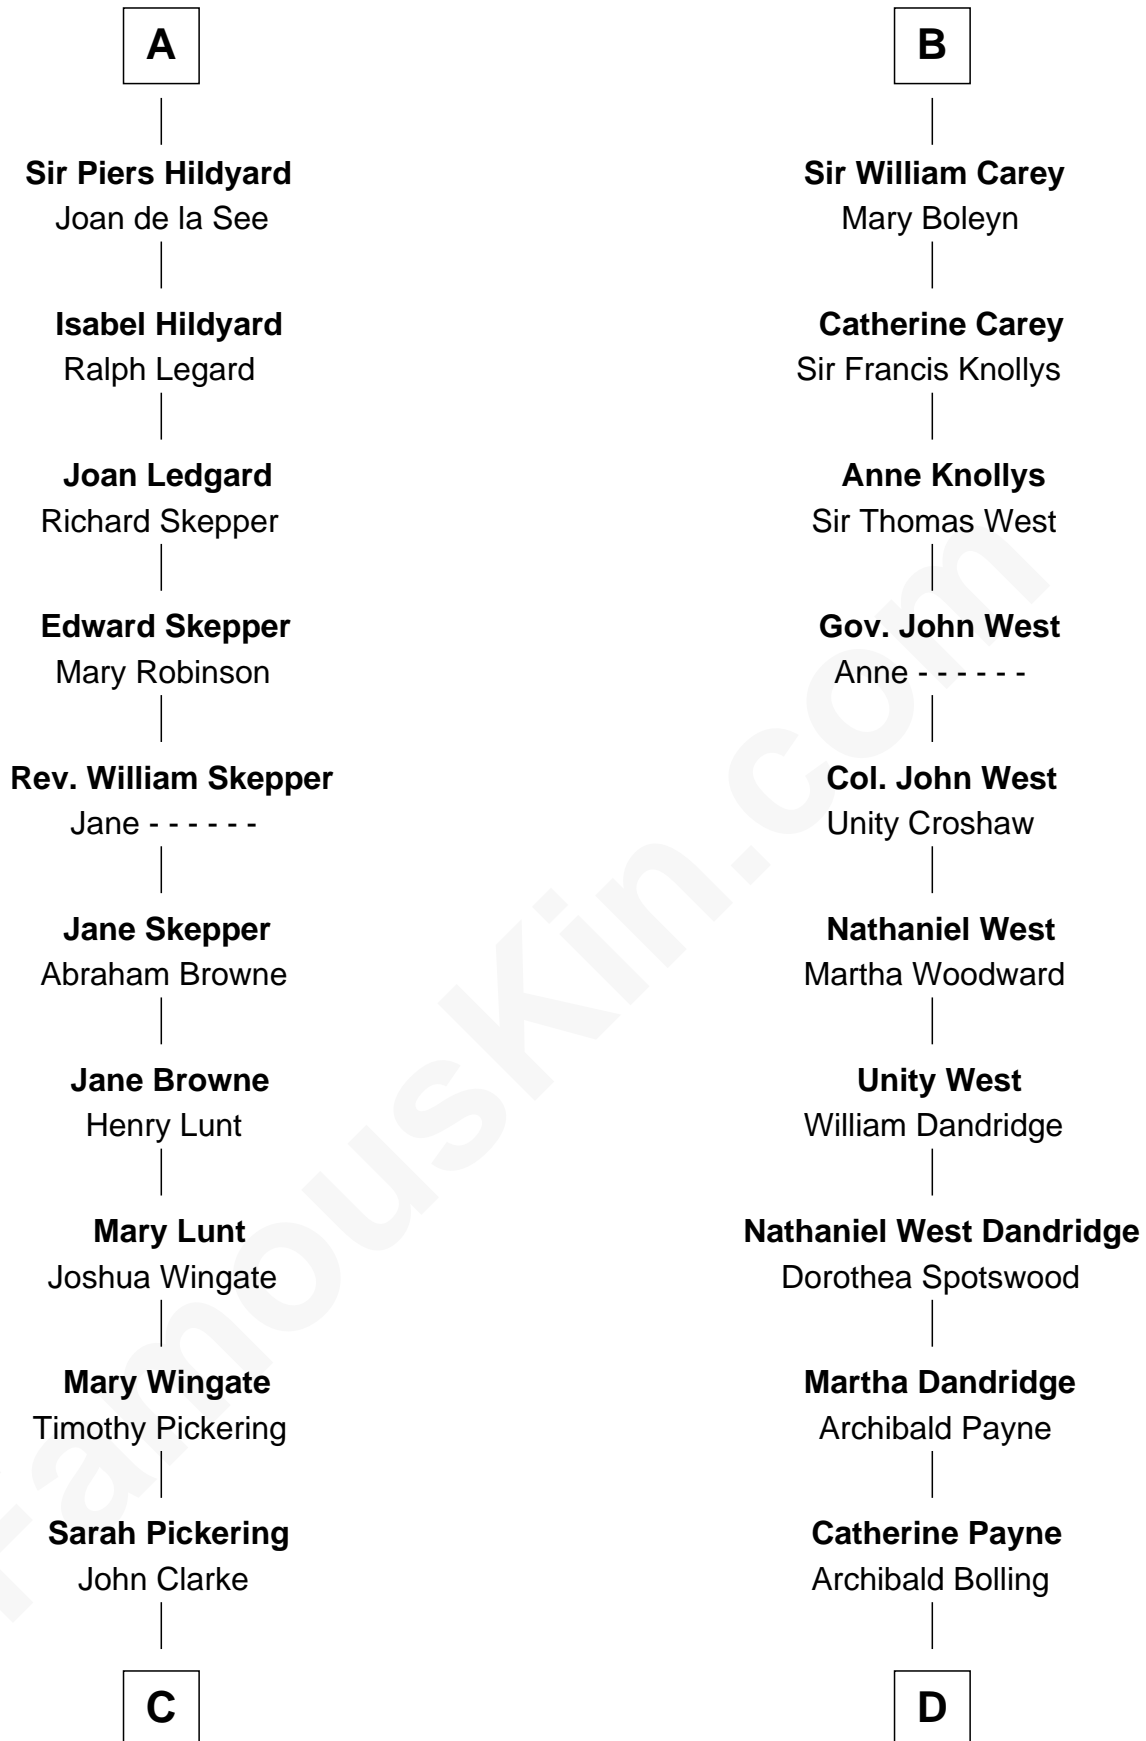 A
Sir Piers Hildyard
Joan de la See
Isabel Hildyard
Ralph Legard
Joan Ledgard
Richard Skepper
Edward Skepper
Mary Robinson
Rev. William Skepper
Jane - - - - - -
Jane Skepper
Abraham Browne
Jane Browne
Henry Lunt
Mary Lunt
Joshua Wingate
Mary Wingate
Timothy Pickering
Sarah Pickering
John Clarke
C
B
Sir William Carey
Mary Boleyn
Catherine Carey
Sir Francis Knollys
Anne Knollys
Sir Thomas West
Gov. John West
Anne - - - - - -
Col. John West
Unity Croshaw
Nathaniel West
Martha Woodward
Unity West
William Dandridge
Nathaniel West Dandridge
Dorothea Spotswood
Martha Dandridge
Archibald Payne
Catherine Payne
Archibald Bolling
D
FamousKin.com